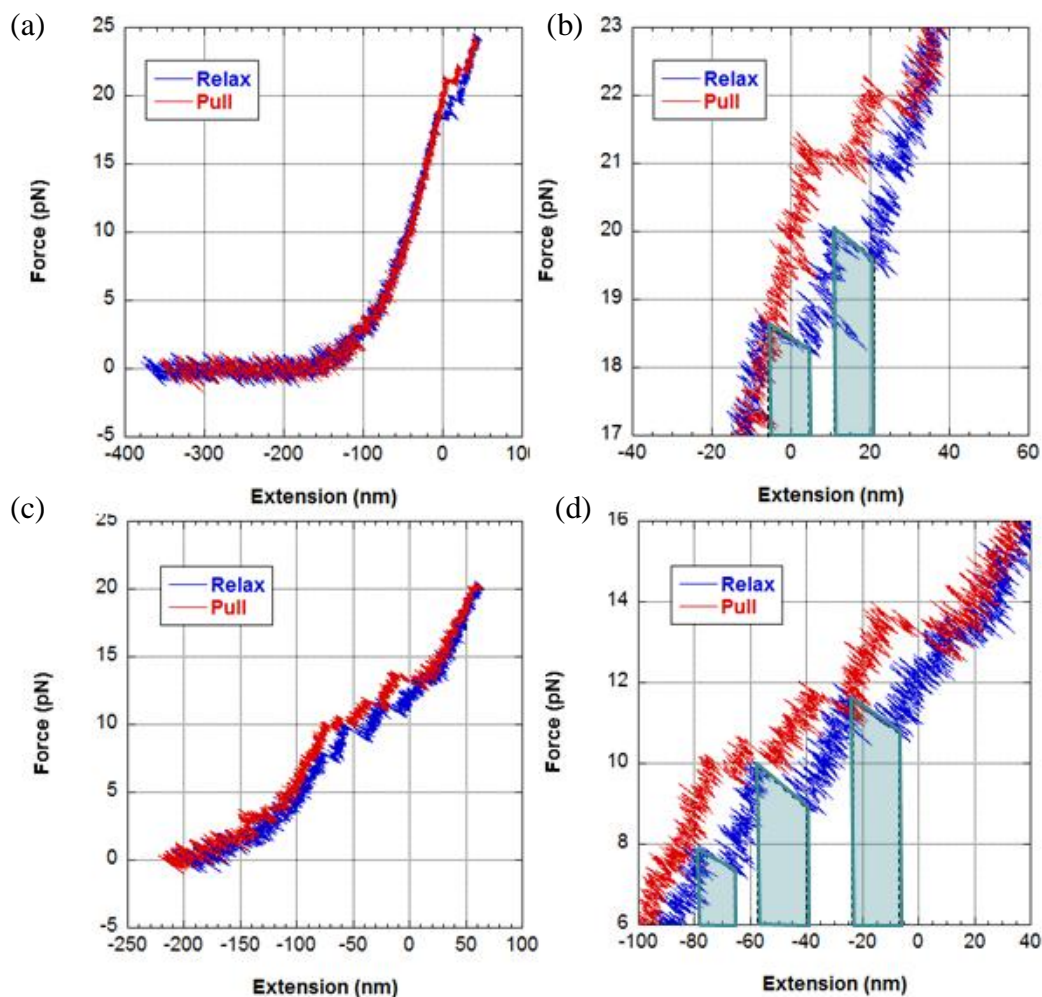 (a)
25
20
15
10
5
0
-5
Force (pN)
Relax
Pull
-400 -300 -200 -100 0 10
Extension (nm)
(b)
23
22
21
20
19
18
17
Force (pN)
Relax
Pull
-40 -20 0 20 40 60
Extension (nm)
(c)
25
20
15
10
5
0
-5
Force (pN)
Relax
Pull
-250 -200 -150 -100 -50 0 50 100
Extension (nm)
(d)
16
14
12
10
8
6
Force (pN)
Relax
Pull
-100 -80 -60 -40 -20 0 20 40
Extension (nm)